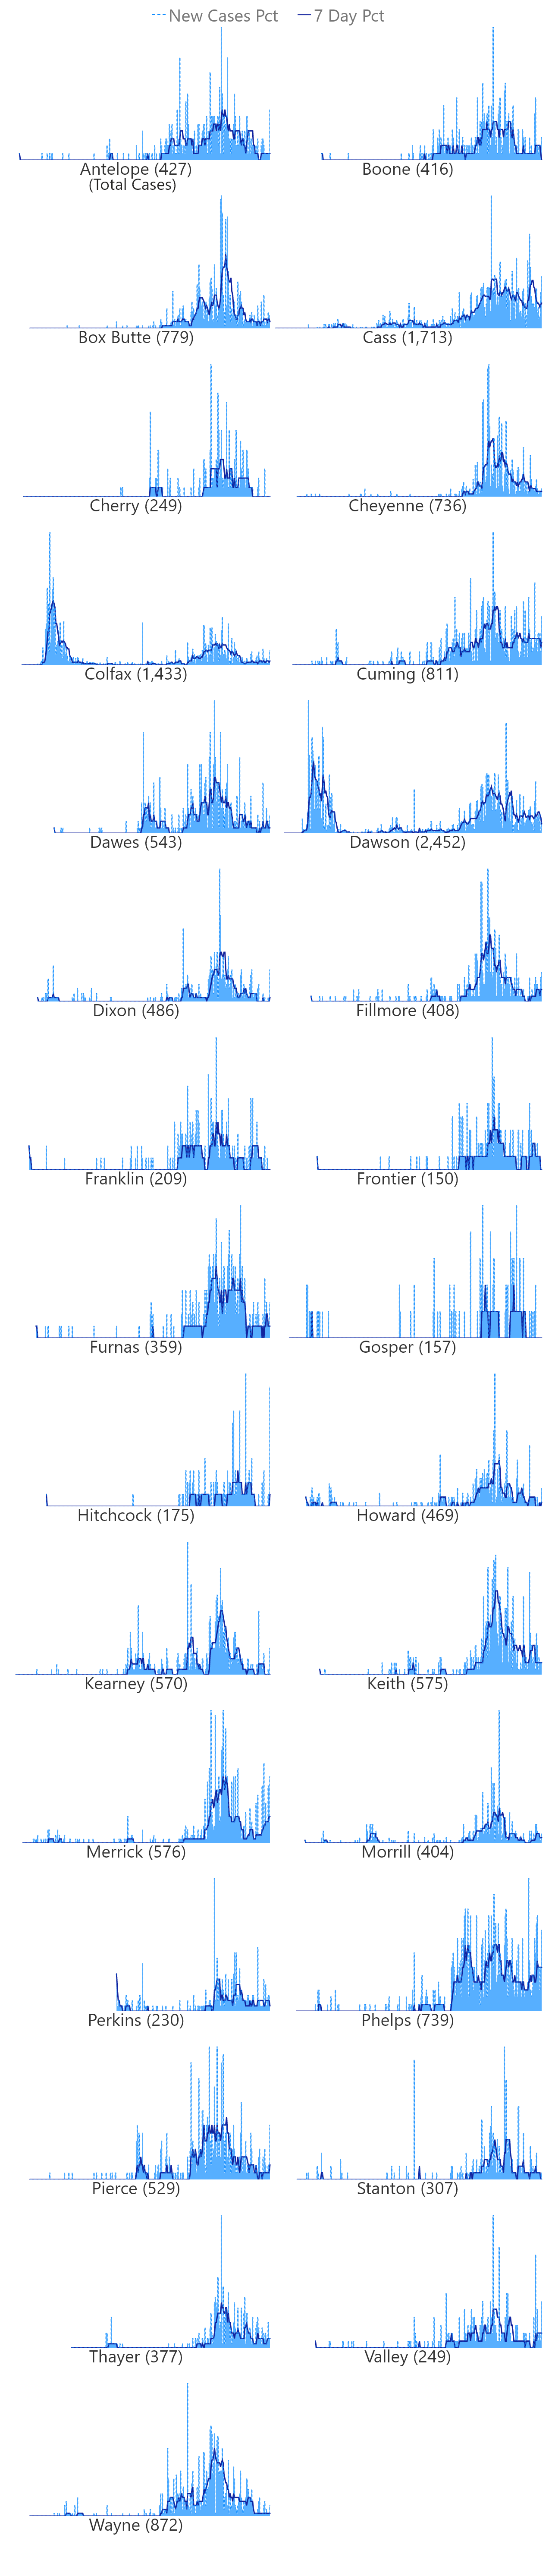 New Cases Pct 7 Day Pct
Antelope (427) Boone (416)
(Total Cases)
Box Butte (779) Cass (1,713)
Cherry (249) Cheyenne (736)
Colfax (1,433) Cuming (811)
Dawes (543) Dawson (2,452)
Dixon (486) Fillmore (408)
Franklin (209) Frontier (150)
Furnas (359) Gosper (157)
Hitchcock (175) Howard (469)
Kearney (570) Keith (575)
Merrick (576) Morrill (404)
Perkins (230) Phelps (739)
Pierce (529) Stanton (307)
Thayer (377) Valley (249)
Wayne (872)